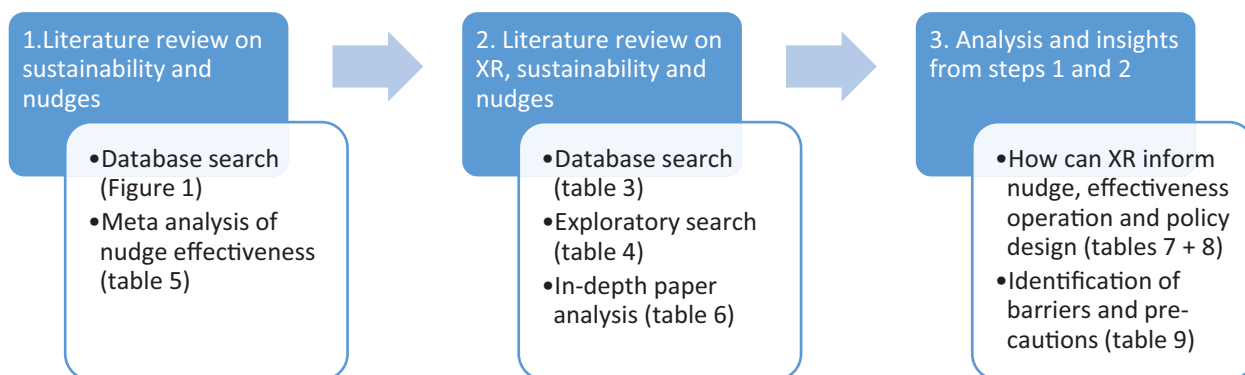 1.Literature review on
sustainability and
nudges
•Database search
(Figure 1)
•Meta analysis of
nudge effectiveness
(table 5)
2. Literature review on
XR, sustainability and
nudges
•Database search
(table 3)
•Exploratory search
(table 4)
•In-depth paper
analysis (table 6)
3. Analysis and insights
from steps 1 and 2
•How can XR inform
nudge, effectiveness
operation and policy
design (tables 7 + 8)
•Identification of
barriers and pre-
cautions (table 9)